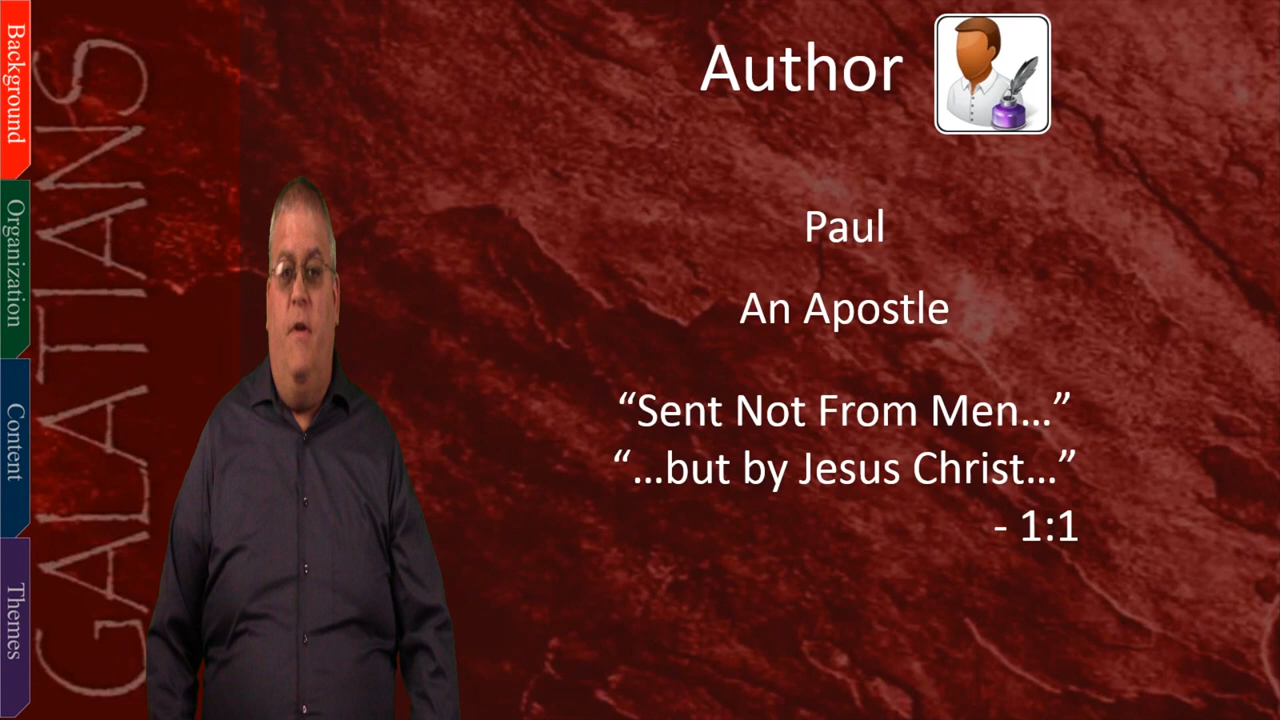 Background
Organization
Content
Themes
GALATIANS
Author
Paul
An Apostle
“Sent Not From Men…”
“…but by Jesus Christ…”
- 1:1